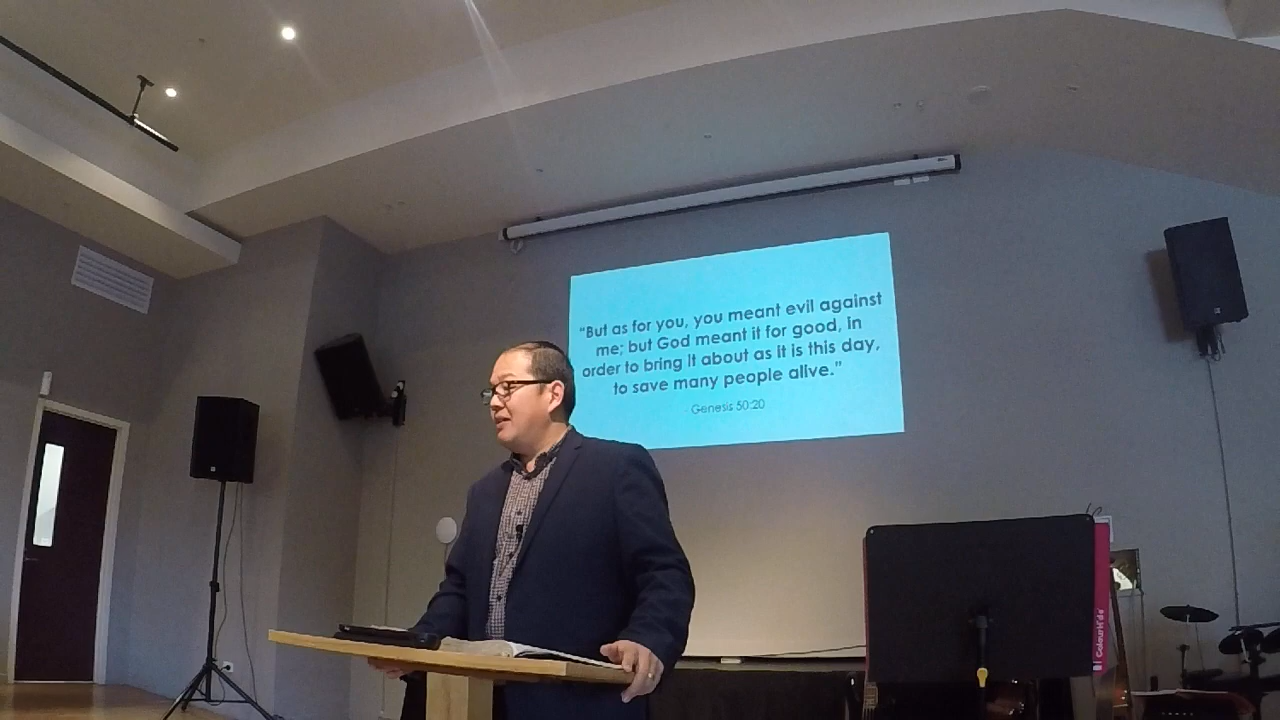 “But as for you, you meant evil against
me; but God meant it for good, in
order to bring it about as it is this day,
to save many people alive.”
- Genesis 50:20